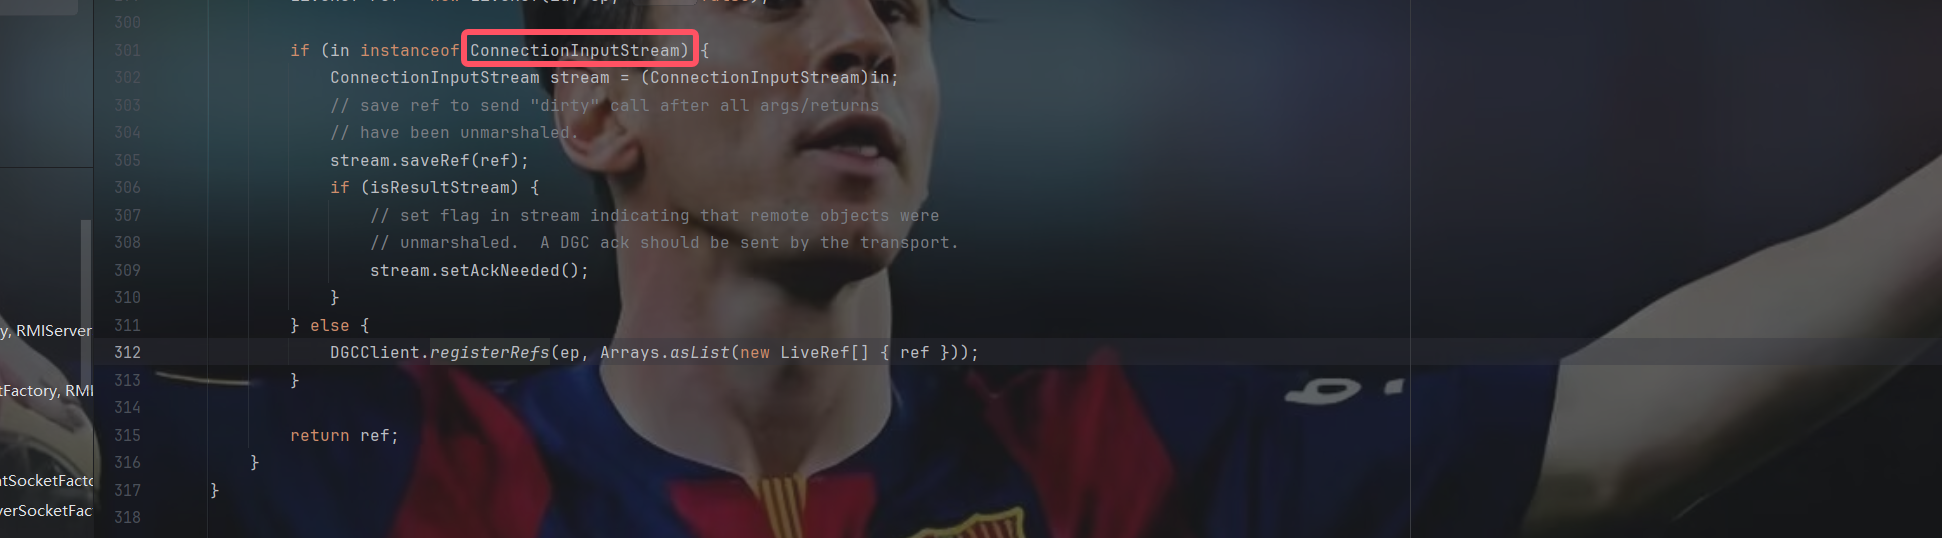 300
301 if (in instanceof ConnectionInputStream) {
302 ConnectionInputStream stream = (ConnectionInputStream)in;
303 // save ref to send "dirty" call after all args/returns
304 // have been unmarshaled.
305 stream.saveRef(ref);
306 if (isResultStream) {
307 // set flag in stream indicating that remote objects were
308 // unmarshaled.  A DGC ack should be sent by the transport.
309 stream.setAckNeeded();
310 }
y, RMIServer
311 } else {
312 DGCClient.registerRefs(ep, Arrays.asList(new LiveRef[] { ref }));
313 }
tFactory, RMI
314
315 return ref;
316 }
ntSocketFacto
317 }
verSocketFac
318